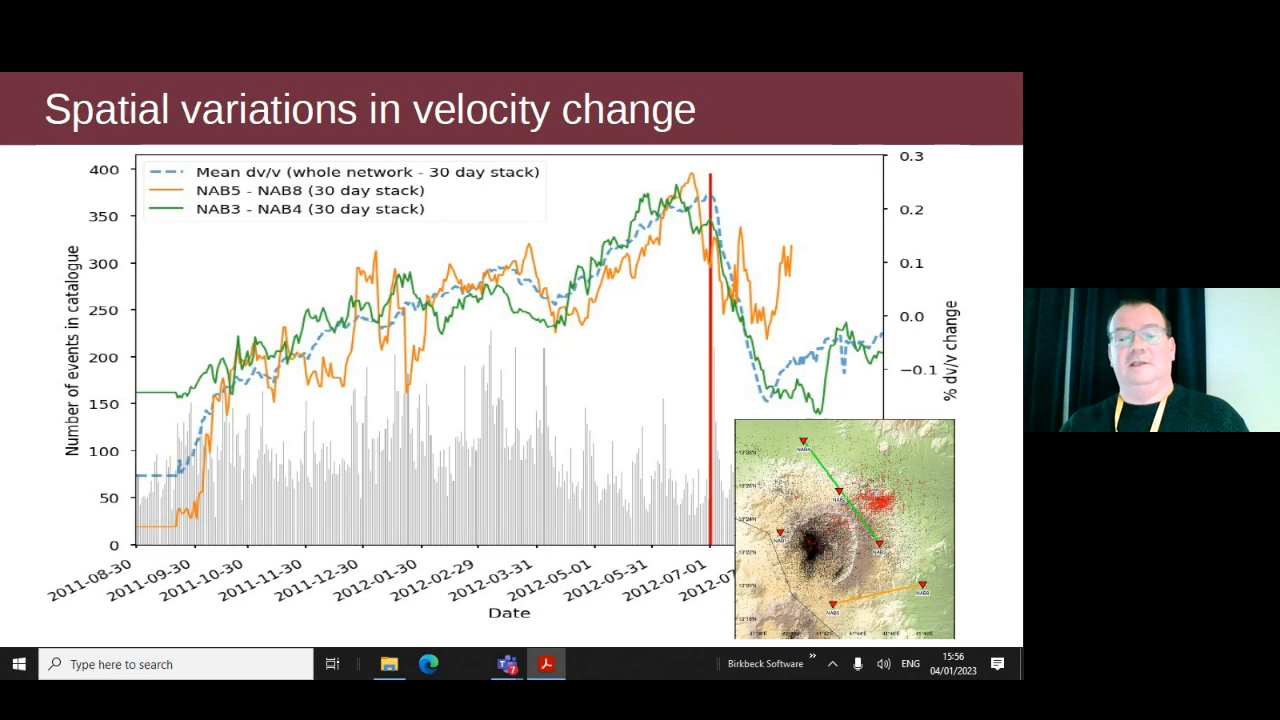 Spatial variations in velocity change
Mean dv/v (whole network - 30 day stack)
NAB5 - NAB8 (30 day stack)
NAB3 - NAB4 (30 day stack)
Number of events in catalogue
400
350
300
250
200
150
100
50
0
0.3
0.2
0.1
0.0
−0.1
% dv/v change
2011-08-30
2011-09-30
2011-10-30
2011-11-30
2011-12-30
2012-01-30
2012-02-29
2012-03-31
2012-05-01
2012-05-31
2012-07-01
2012-07
Date
Type here to search
Birkbeck Software
ENG
15:56
04/01/2023
7